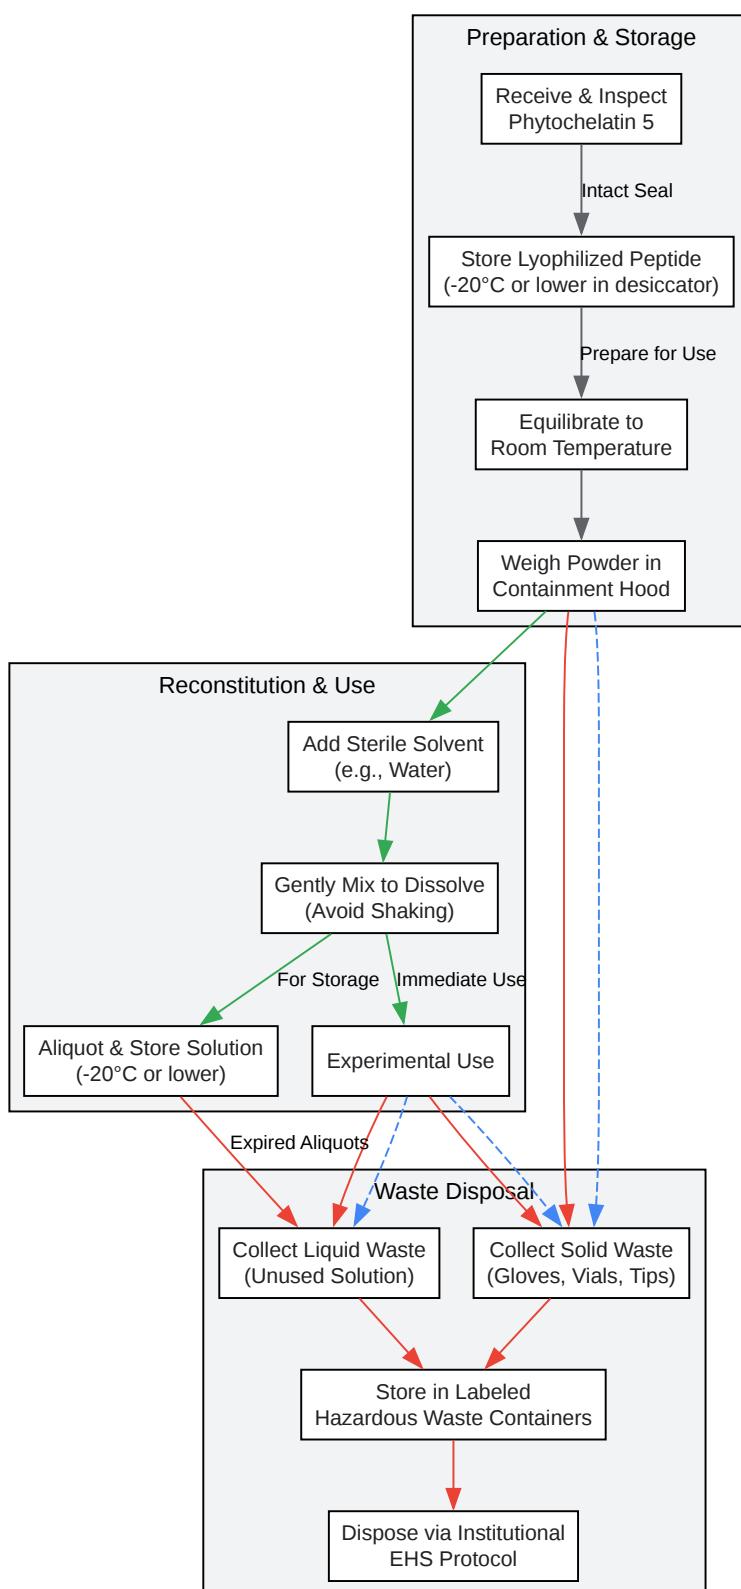 Preparation & Storage
Receive & Inspect
Phytochelatin 5
Intact Seal
Store Lyophilized Peptide
(-20°C or lower in desiccator)
Prepare for Use
Equilibrate to
Room Temperature
Weigh Powder in
Containment Hood
Reconstitution & Use
Add Sterile Solvent
(e.g., Water)
Gently Mix to Dissolve
(Avoid Shaking)
For Storage
Immediate Use
Aliquot & Store Solution
(-20°C or lower)
Experimental Use
Expired Aliquots
Waste Disposal
Collect Liquid Waste
(Unused Solution)
Collect Solid Waste
(Gloves, Vials, Tips)
Store in Labeled
Hazardous Waste Containers
Dispose via Institutional
EHS Protocol